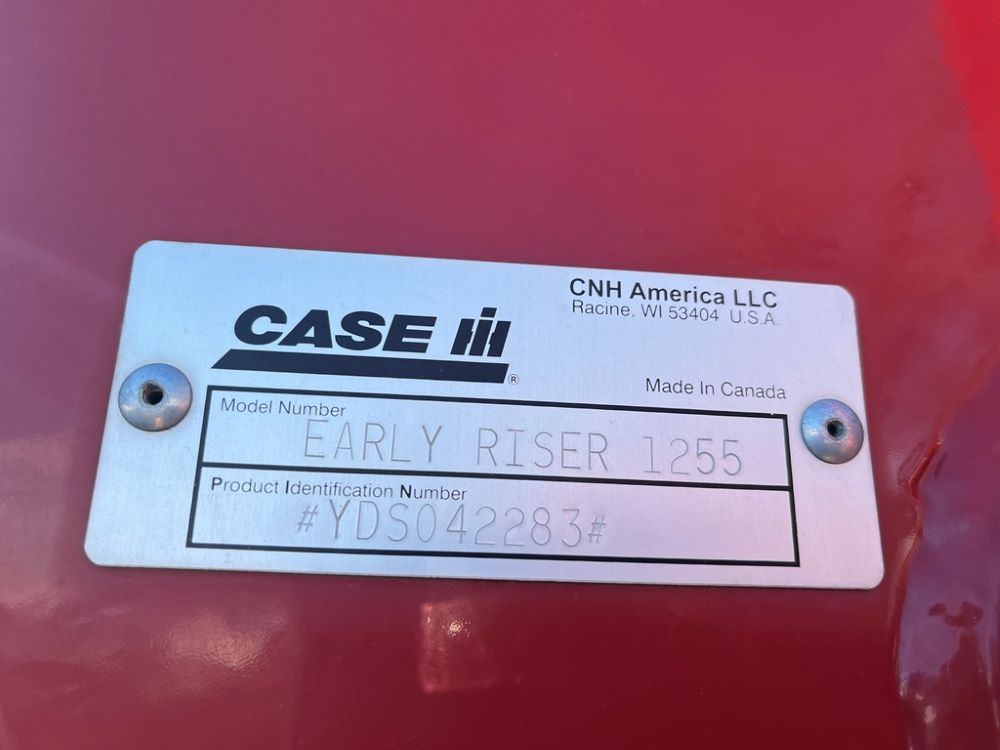 CNH America LLC
Racine, WI 53404 U.S.A.
CASE IH ®
Made In Canada
Model Number
EARLY RISER 1255
Product Identification Number
#YDS042283#